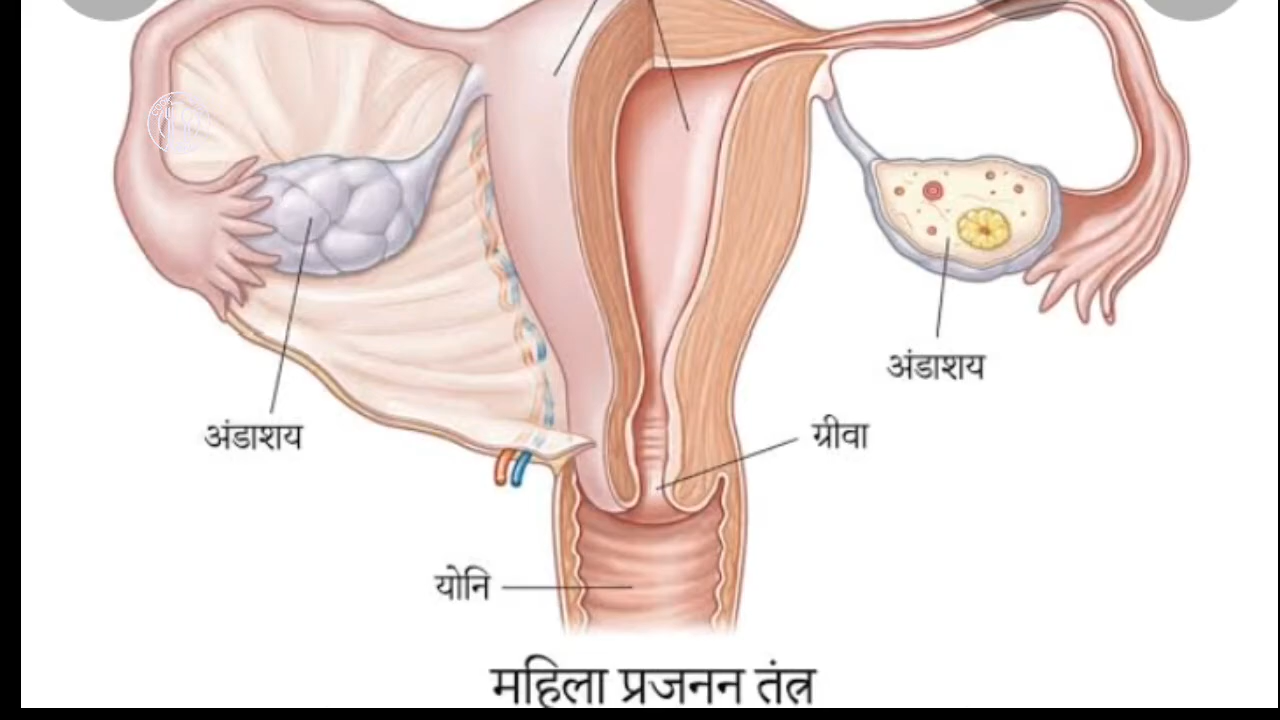 अंडाशय
ग्रीवा
अंडाशय
योनि
महिला प्रजनन तंत्र